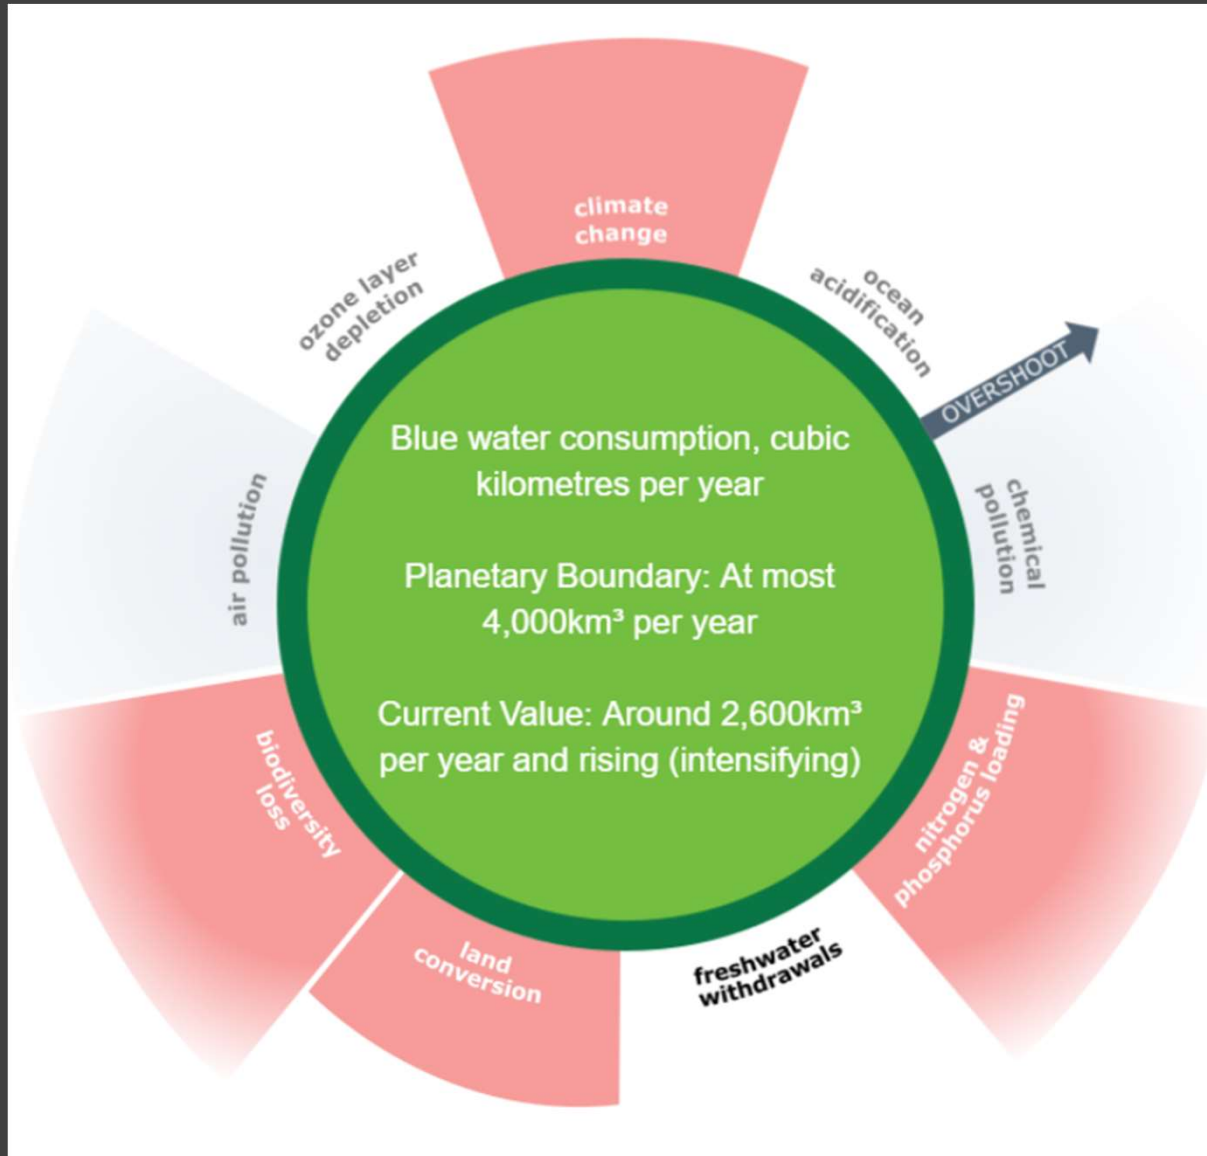 climate
change
ozone layer
depletion
ocean
acidification
OVERSHOOT
Blue water consumption, cubic
kilometres per year
air pollution
chemical
pollution
Planetary Boundary: At most
4,000km³ per year
Current Value: Around 2,600km³
per year and rising (intensifying)
biodiversity
loss
nitrogen &
phosphorus loading
land
conversion
freshwater
withdrawals